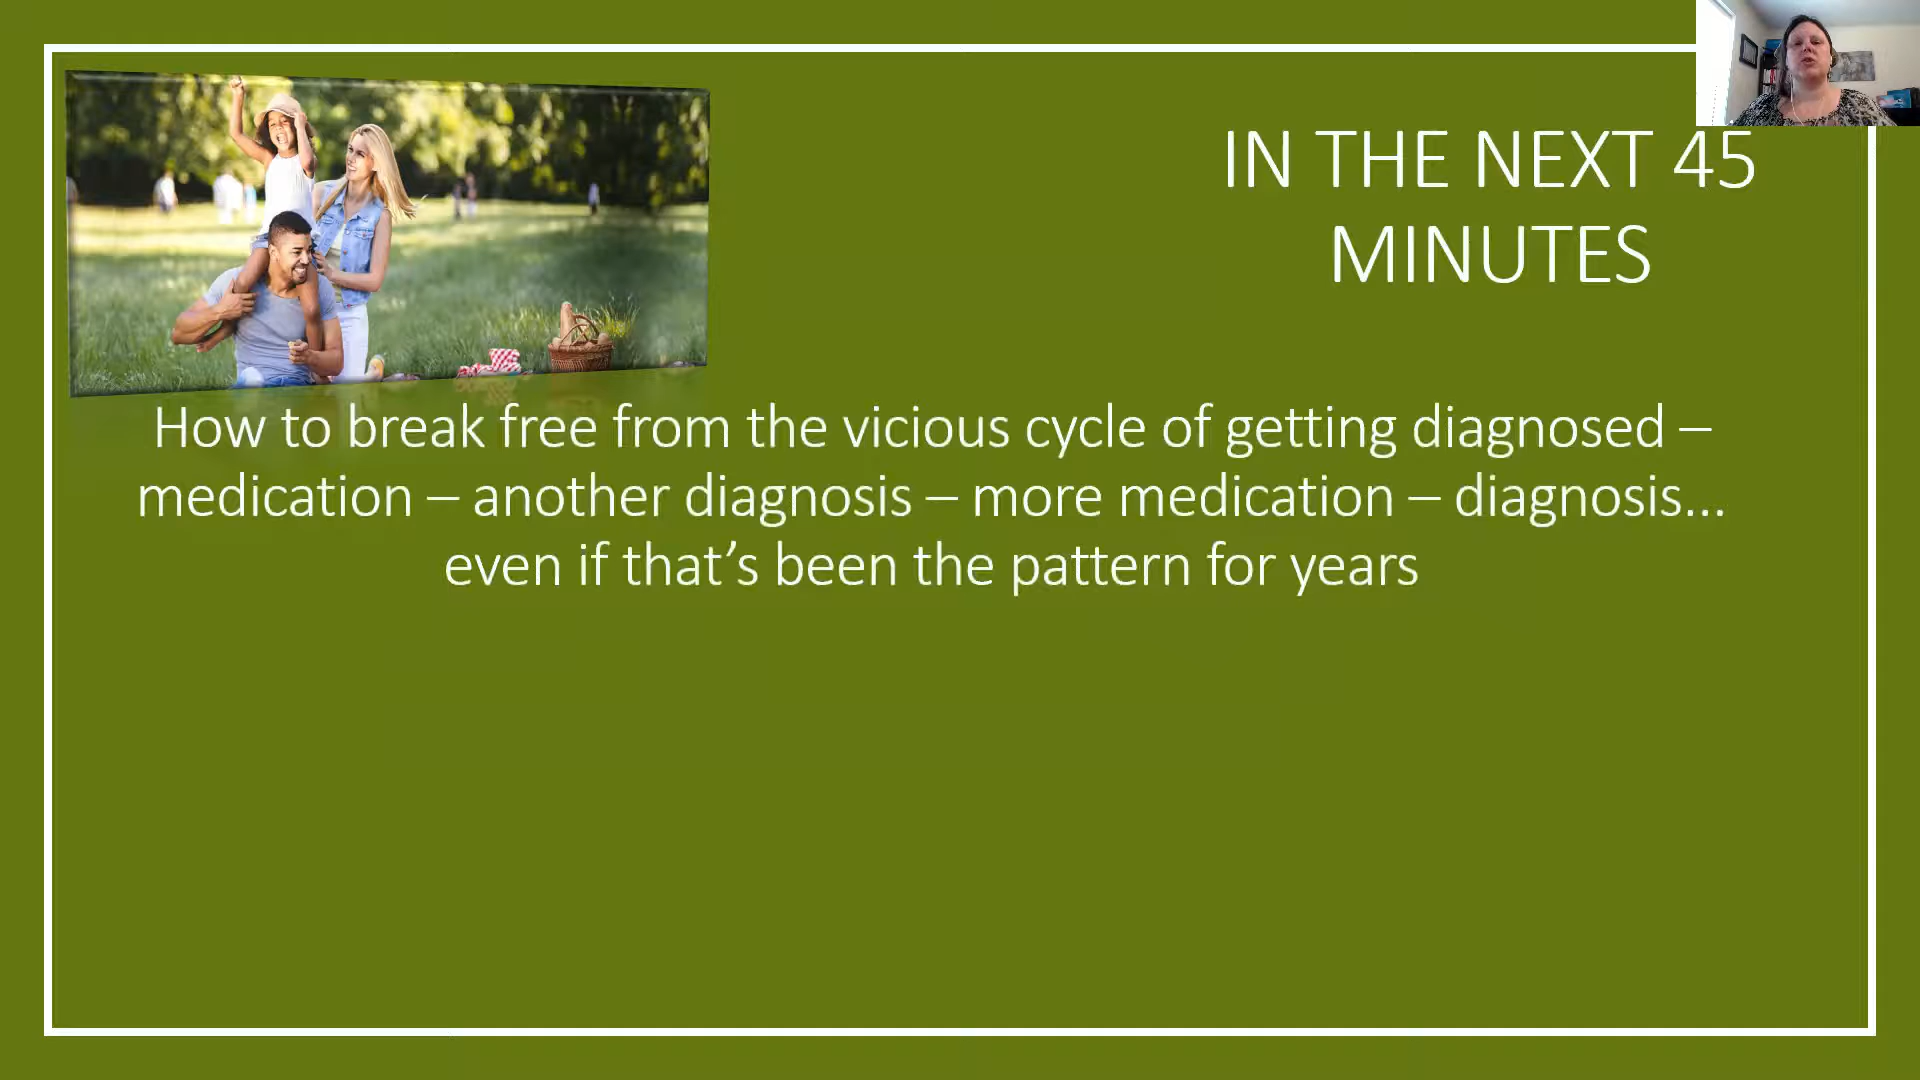 IN THE NEXT 45
MINUTES
How to break free from the vicious cycle of getting diagnosed –
medication – another diagnosis – more medication – diagnosis...
even if that’s been the pattern for years